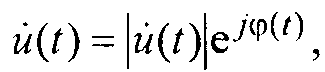 u̇(t) = |u̇(t)|e^{jφ(t)},